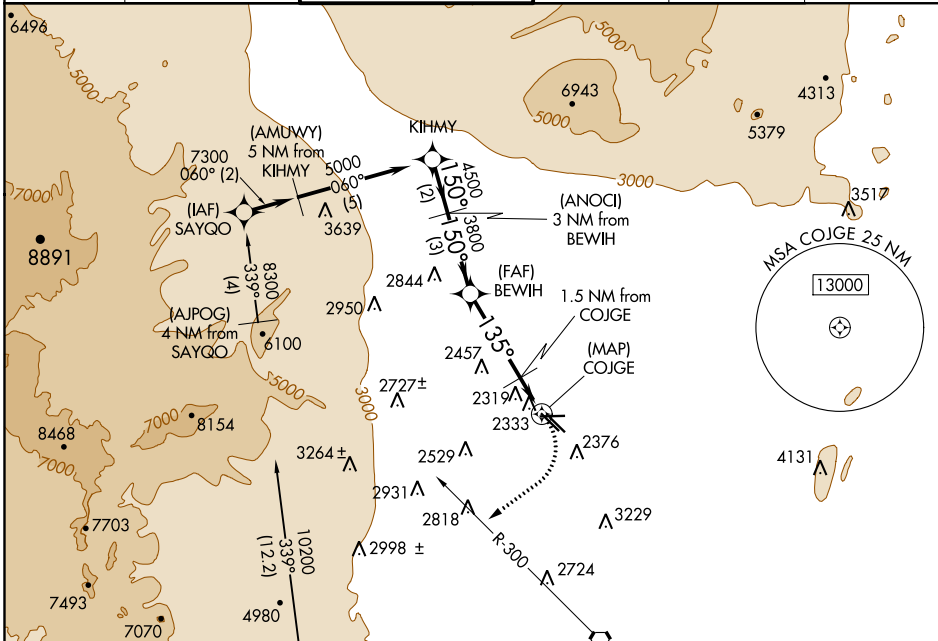 6496
5000
5000
6943
5000
4313
5379
3000
3517
(AMUWY)
5 NM from
KIHMY
KIHMY
7300
060° (2)
5000
060°
(5)
4500
150°
(2)
3800
150°
(3)
(ANOCI)
3 NM from
BEWIH
7000
(IAF)
SAYQO
3639
8891
8300
339°
(4)
2844
(FAF)
BEWIH
MSA COJGE 25 NM
13000
2950
(AJPOG)
4 NM from
SAYQO
6100
135°
1.5 NM from
COJGE
(MAP)
COJGE
2457
5000
3000
2727 ±
2319
2333
7000
8154
8468
7000
3264 ±
2529
2376
4131
2931
2818
R-300
3229
7703
10200
339°
(12.2)
2998 ±
2724
7493
4980
7070